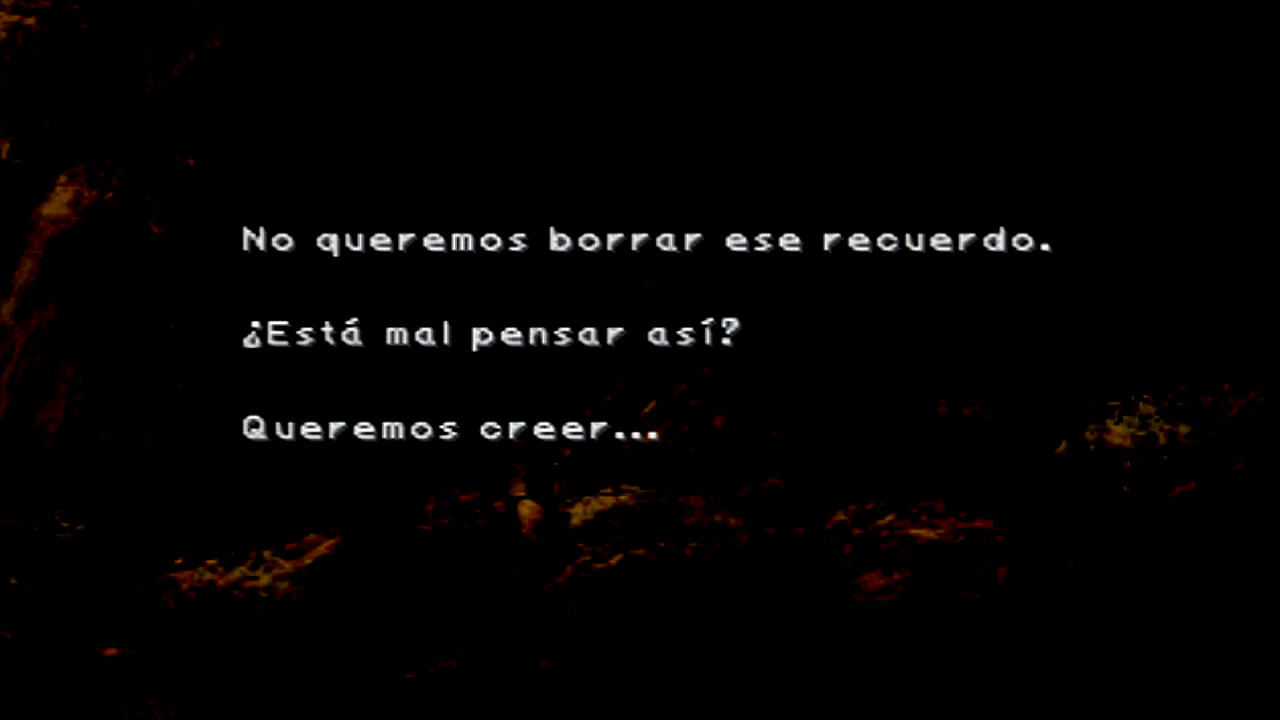 No queremos borrar ese recuerdo.
¿Está mal pensar así?
Queremos creer...